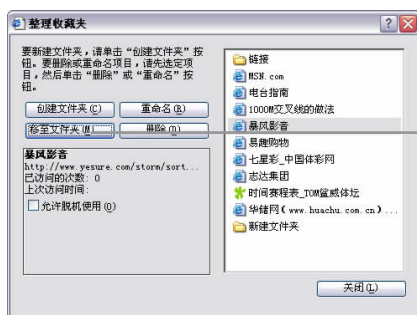 整理收藏夹
要新建文件夹,请单击“创建文件夹”按
钮。要删除或重命名项目,请先选定项
目,然后单击“删除”或“重命名”按
钮。
创建文件夹(C)
重命名(R)
移至文件夹(M)...
删除(D)
暴风影音
http://www.yesure.com/storm/sort...
已访问的次数: 0
上次访问时间:
允许脱机使用(O)
链接
MSN.com
电台指南
1000M交叉线的做法
暴风影音
易趣购物
七星彩_中国体彩网
志达集团
时间赛程表_TOM鲨威体坛
华储网(www.huachu.com.cn)...
新建文件夹
关闭(L)